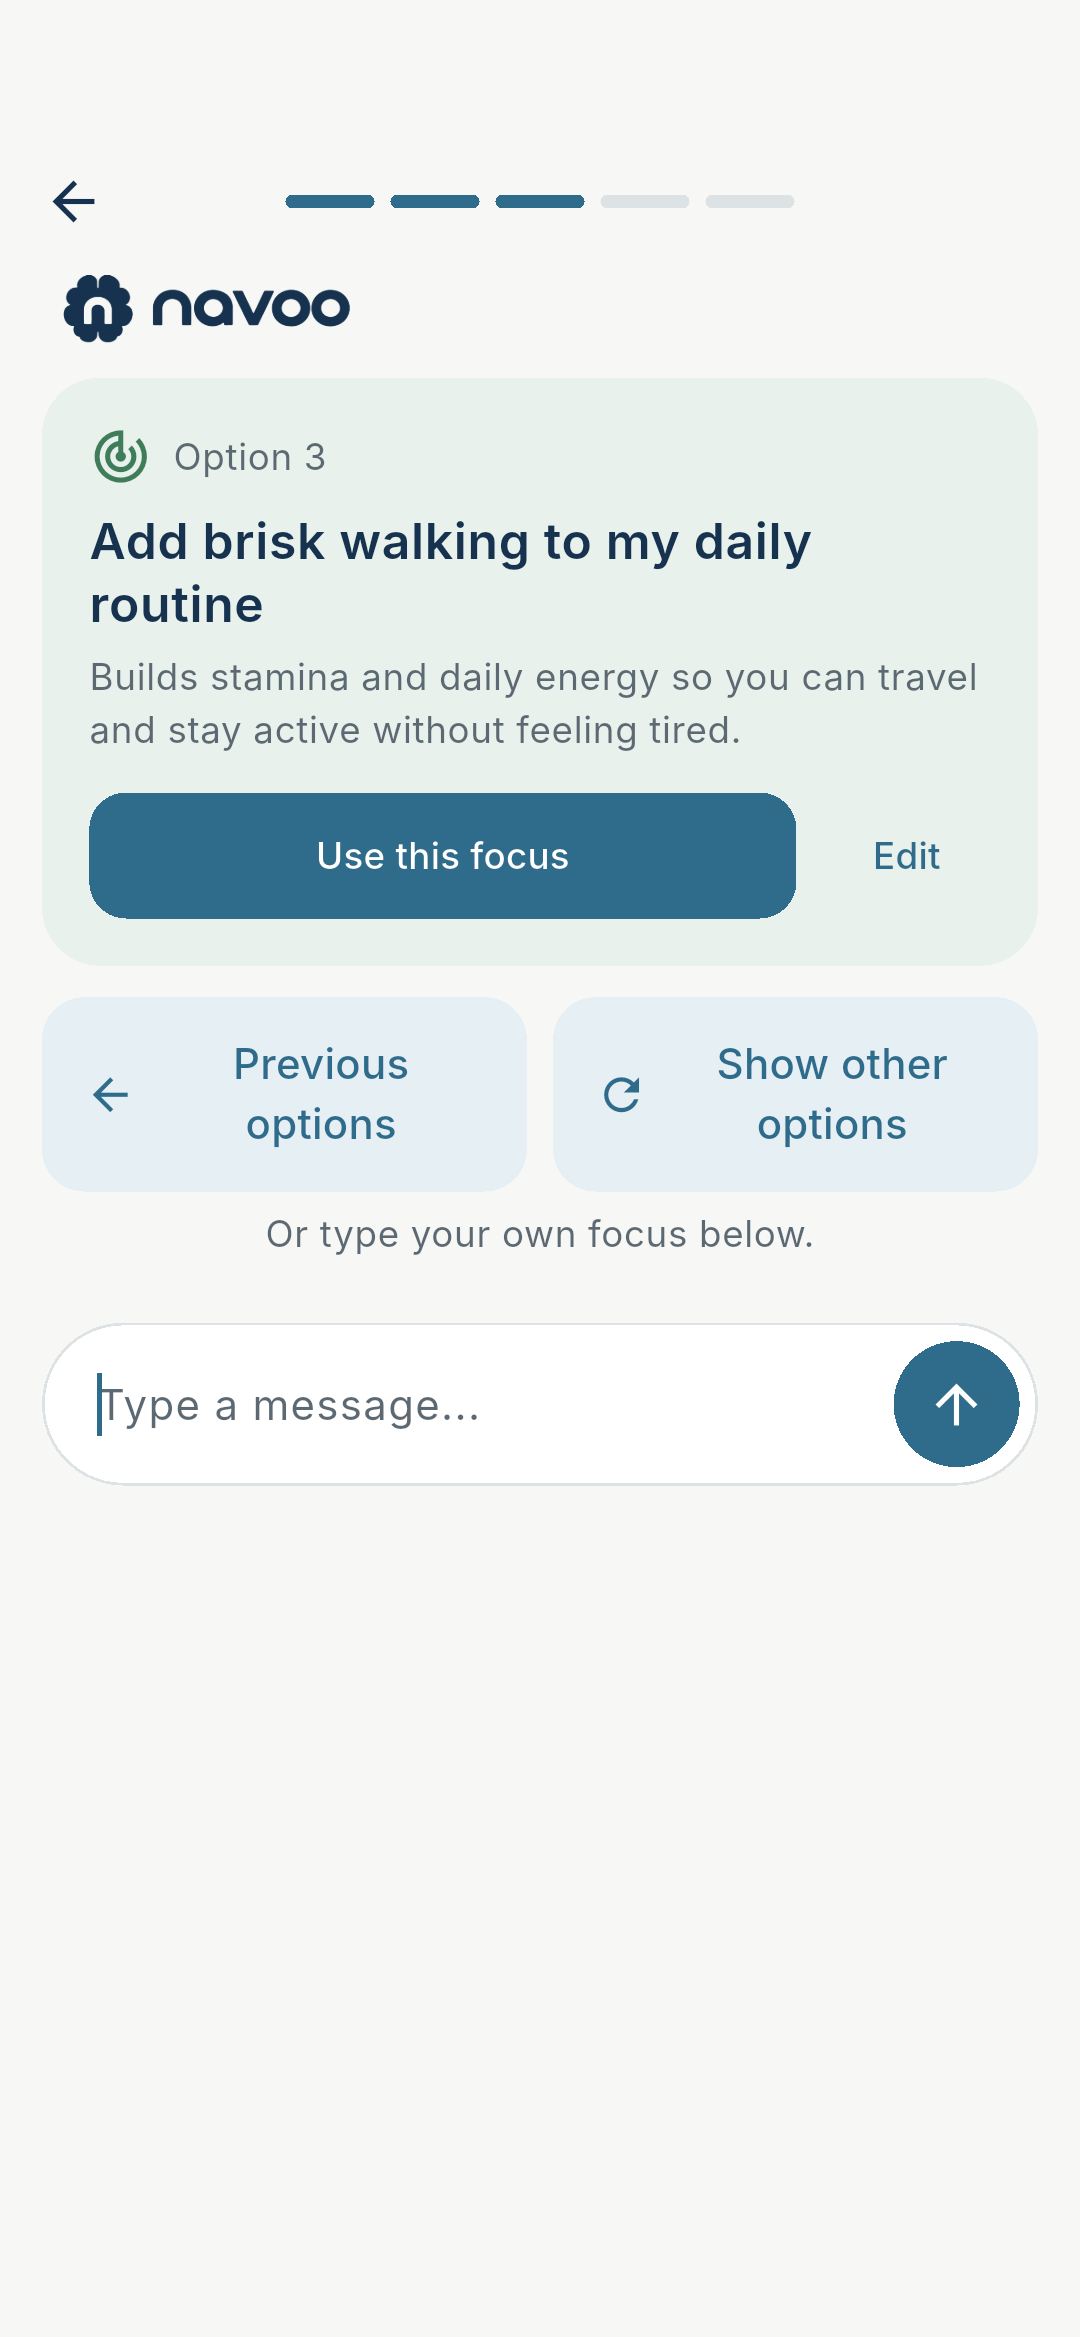 navoo
Option 3
Add brisk walking to my daily
routine
Builds stamina and daily energy so you can travel
and stay active without feeling tired.
Use this focus
Edit
Previous
options
Show other
options
Or type your own focus below.
Type a message...